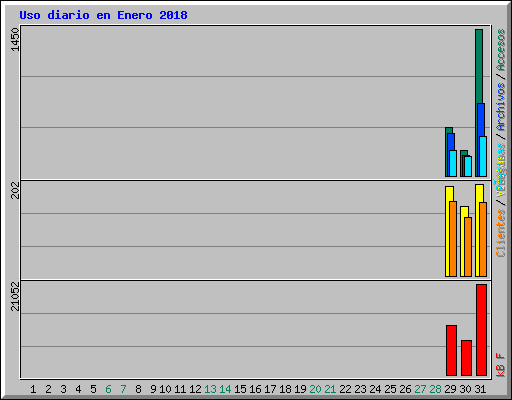 Uso diario en Enero 2018
1450
202
21052
Accesos
/ Archivos /
Clientes /
kB F
1 2 3 4 5 6 7 8 9 10 11 12 13 14 15 16 17 18 19 20 21 22 23 24 25 26 27 28 29 30 31